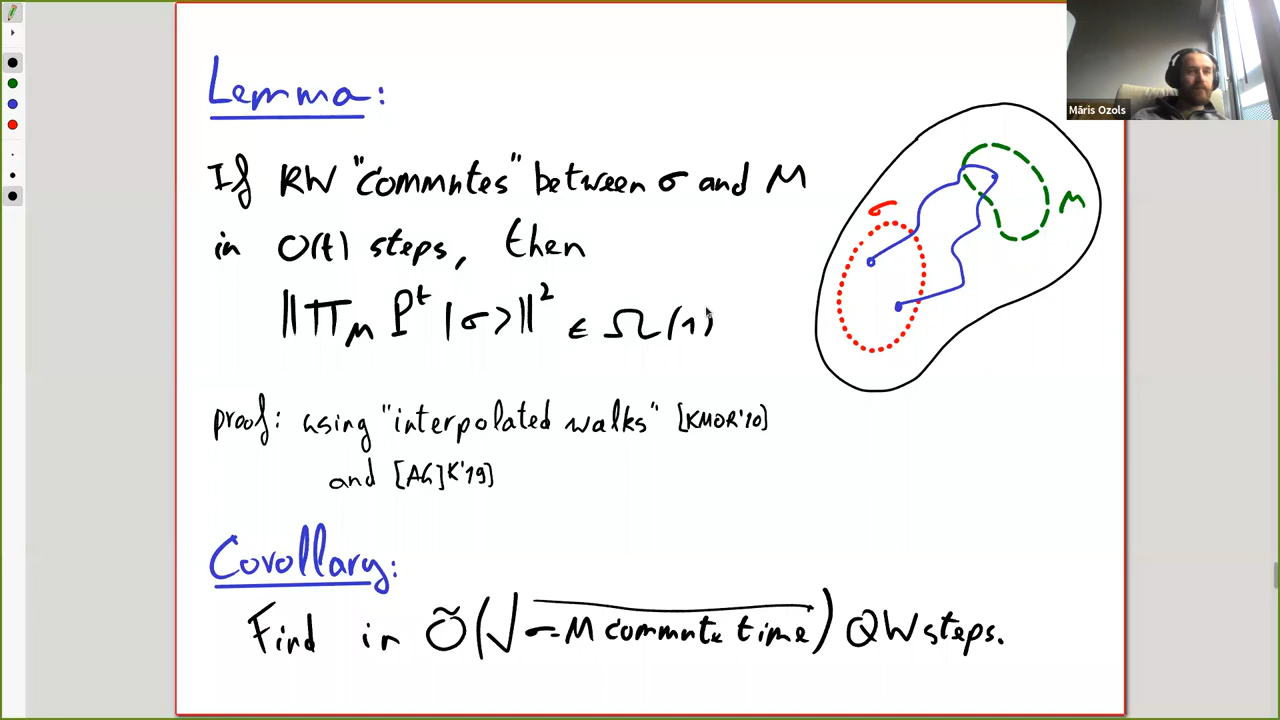 Lemma:
Māris Ozols
If RW "commutes" between σ and M
in O(t) steps, then
‖Π_M P^t |σ>‖² ∈ Ω(1)
σ
M
proof: using "interpolated walks" [KMOR'10]
and [AGJK'19]
Corollary:
Find in Õ(√σ-M commute time) QW steps.